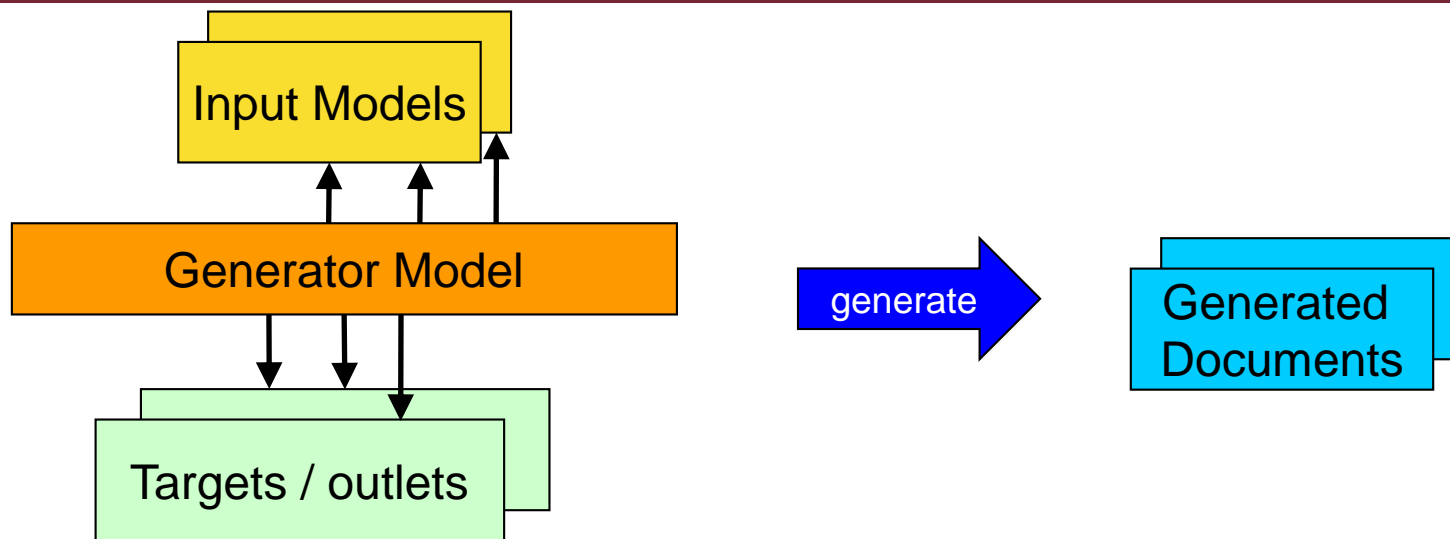 Input Models
Generator Model
generate
Generated
Documents
Targets / outlets